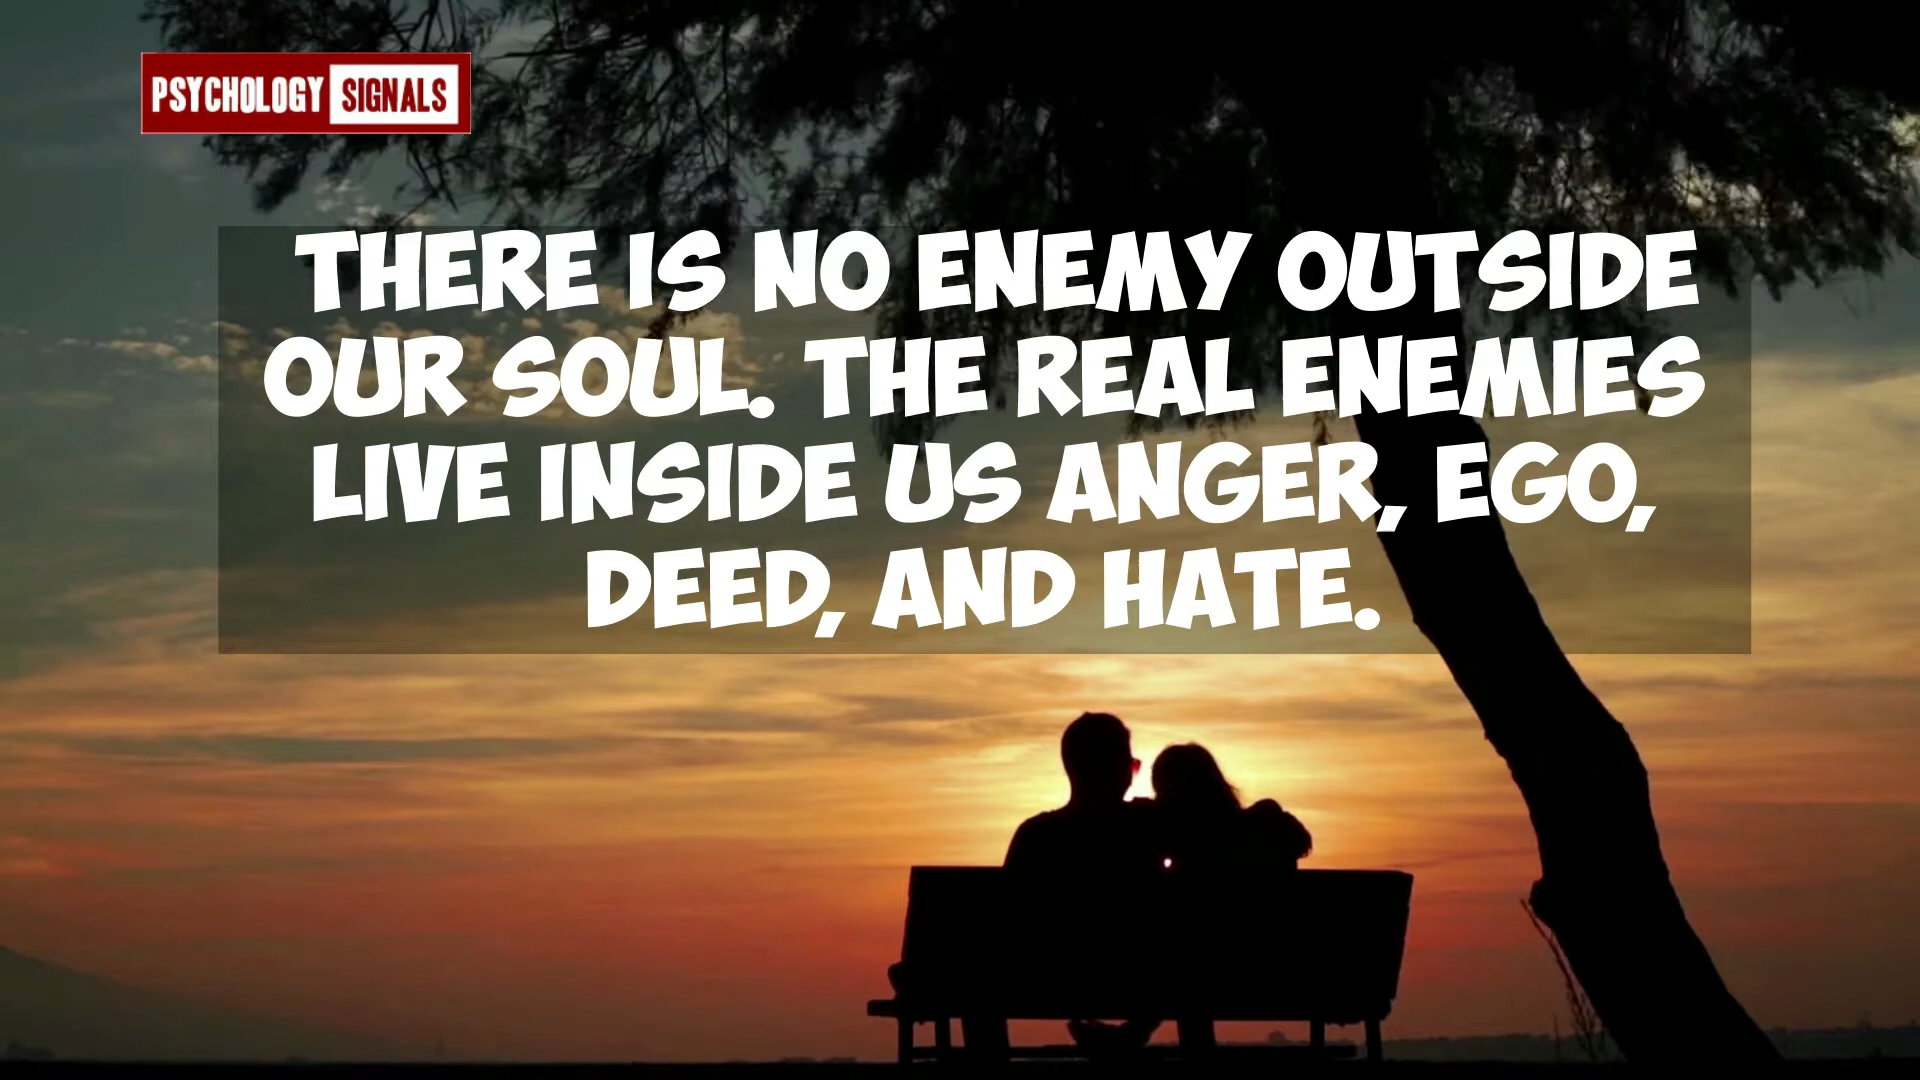 PSYCHOLOGY SIGNALS
THERE IS NO ENEMY OUTSIDE
OUR SOUL. THE REAL ENEMIES
LIVE INSIDE US ANGER, EGO,
DEED, AND HATE.